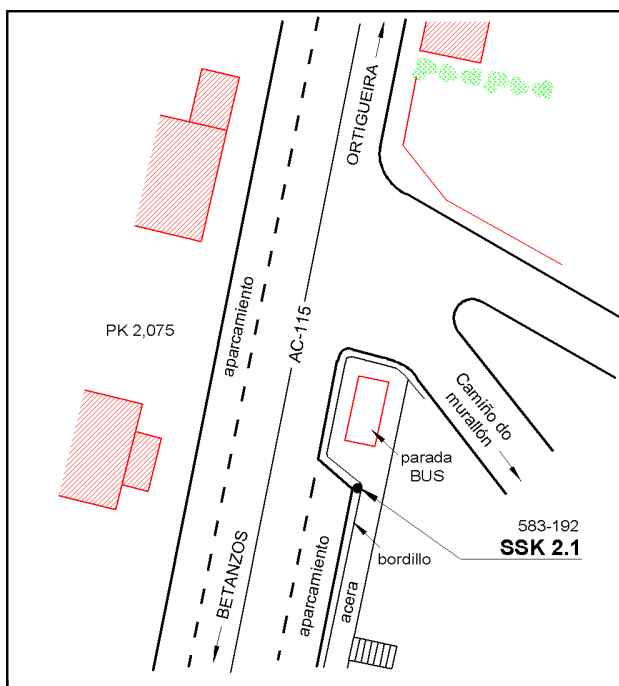 ORTIGUEIRA
aparcamiento
AC-115
PK 2,075
Camiño do
murallón
parada
BUS
583-192
SSK 2.1
bordillo
BETANZOS
aparcamiento
acera